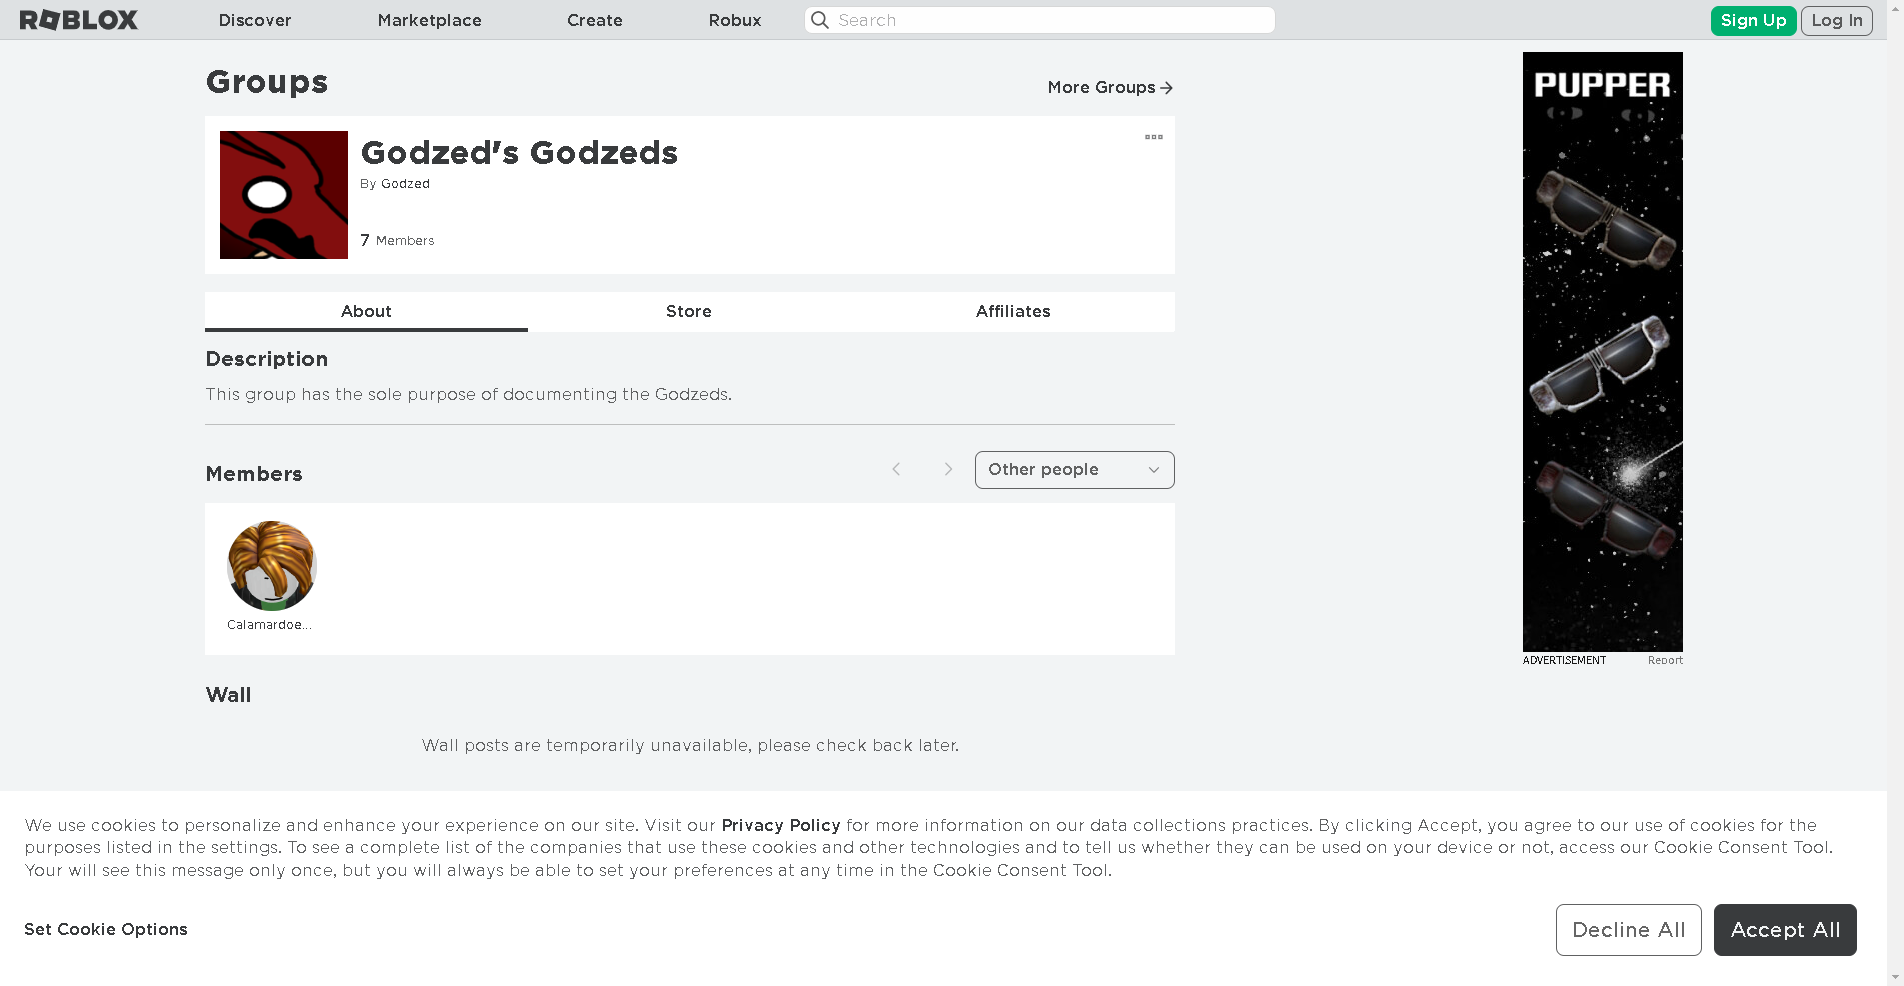 ROBLOX Discover Marketplace Create Robux Search Sign Up Log In
Groups
More Groups
Godzed's Godzeds
By Godzed
7 Members
About Store Affiliates
Description
This group has the sole purpose of documenting the Godzeds.
Members
Other people
Calamardoe...
Wall
Wall posts are temporarily unavailable, please check back later.
PUPPER
ADVERTISEMENT Report
We use cookies to personalize and enhance your experience on our site. Visit our Privacy Policy for more information on our data collections practices. By clicking Accept, you agree to our use of cookies for the
purposes listed in the settings. To see a complete list of the companies that use these cookies and other technologies and to tell us whether they can be used on your device or not, access our Cookie Consent Tool.
Your will see this message only once, but you will always be able to set your preferences at any time in the Cookie Consent Tool.
Set Cookie Options
Decline All
Accept All